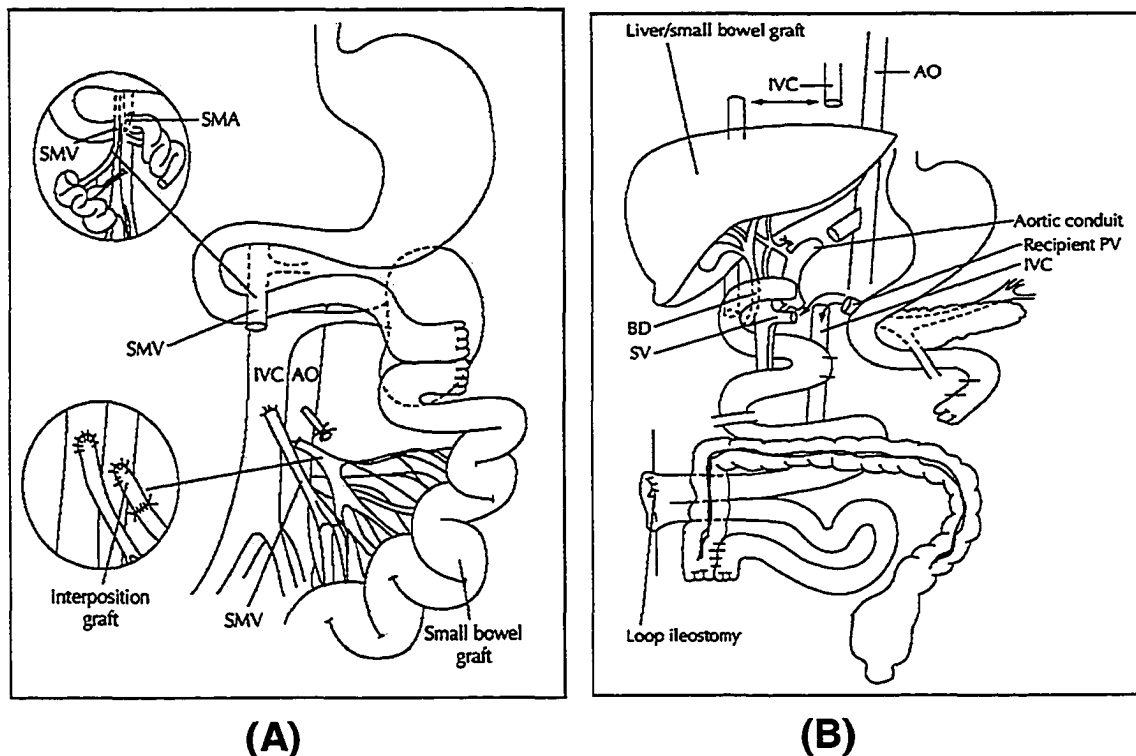 SMA
SMV
SMV
IVC
AO
Interposition
graft
SMV
Small bowel
graft
(A)
Liver/small bowel graft
IVC
AO
Aortic conduit
Recipient PV
IVC
BD
SV
Loop ileostomy
(B)